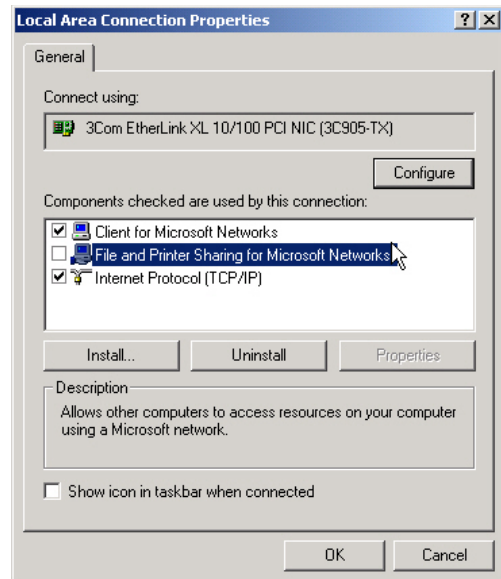 Local Area Connection Properties
General
Connect using:
3Com EtherLink XL 10/100 PCI NIC (3C905-TX)
Configure
Components checked are used by this connection:
Client for Microsoft Networks
File and Printer Sharing for Microsoft Networks
Internet Protocol (TCP/IP)
Install... Uninstall Properties
Description
Allows other computers to access resources on your computer
using a Microsoft network.
Show icon in taskbar when connected
OK Cancel